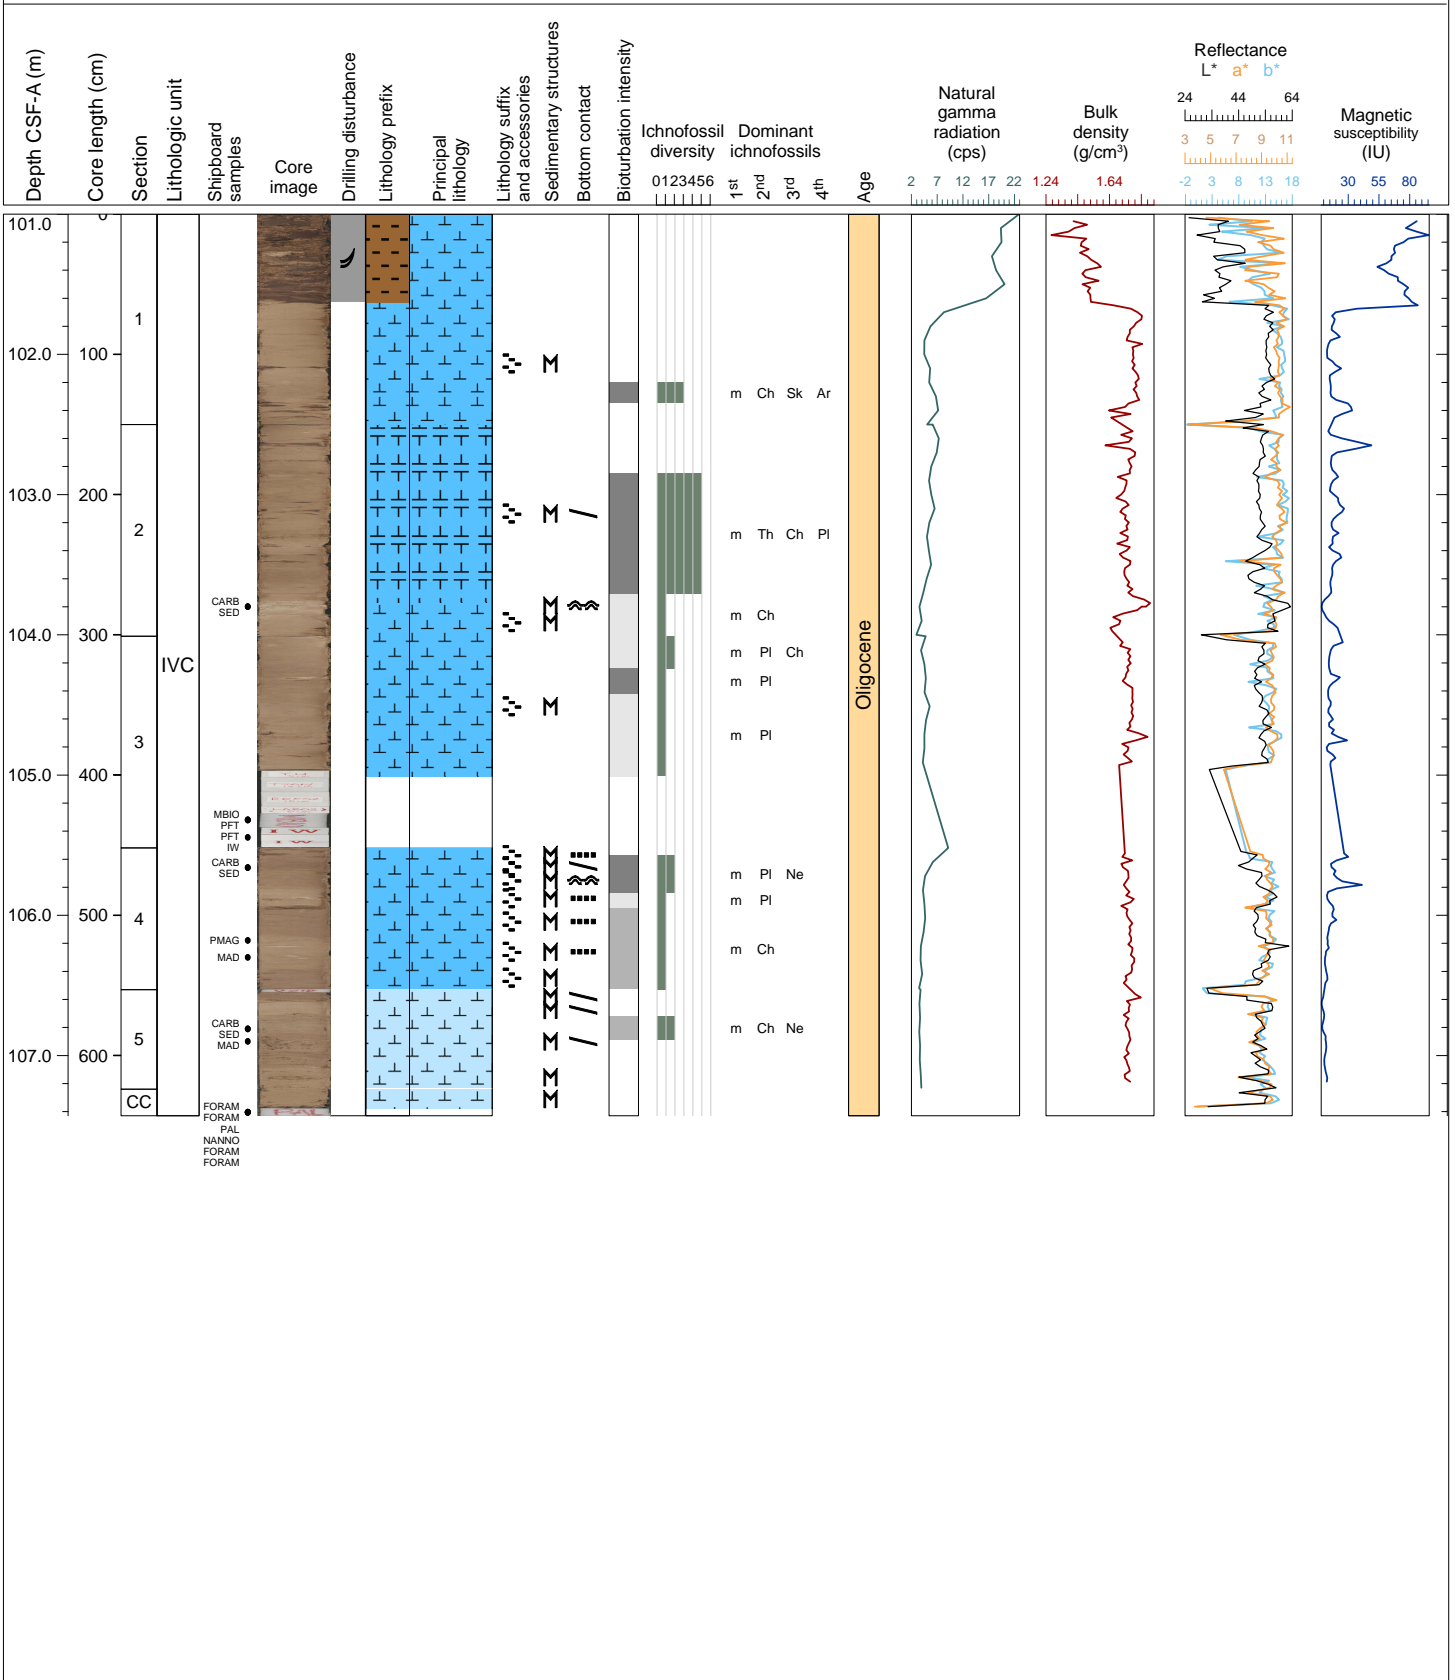 Depth CSF-A (m)
Core length (cm)
Section
Lithologic unit
Shipboard
samples
Core
image
Drilling disturbance
Lithology prefix
Principal
lithology
Lithology suffix
and accessories
Sedimentary structures
Bottom contact
Bioturbation intensity
Ichnofossil
diversity
0123456
Dominant
ichnofossils
1st 2nd 3rd 4th
Age
Natural
gamma
radiation
(cps)
2 7 12 17 22
Bulk
density
(g/cm³)
1.24 1.64
Reflectance
L* a* b*
24 44 64
3 5 7 9 11
-2 3 8 13 18
Magnetic
susceptibility
(IU)
30 55 80
101.0 0
1
102.0 100
m Ch Sk Ar
103.0 200
2
m Th Ch Pl
CARB
SED
m Ch
104.0 300
m Pl Ch
IVC
Oligocene
m Pl
m Pl
3
105.0 400
MBIO
PFT
PFT
IW
CARB
SED
m Pl Ne
m Pl
106.0 500
4
PMAG
m Ch
MAD
CARB
SED
m Ch Ne
5
MAD
107.0 600
CC
FORAM
FORAM
PAL
NANNO
FORAM
FORAM